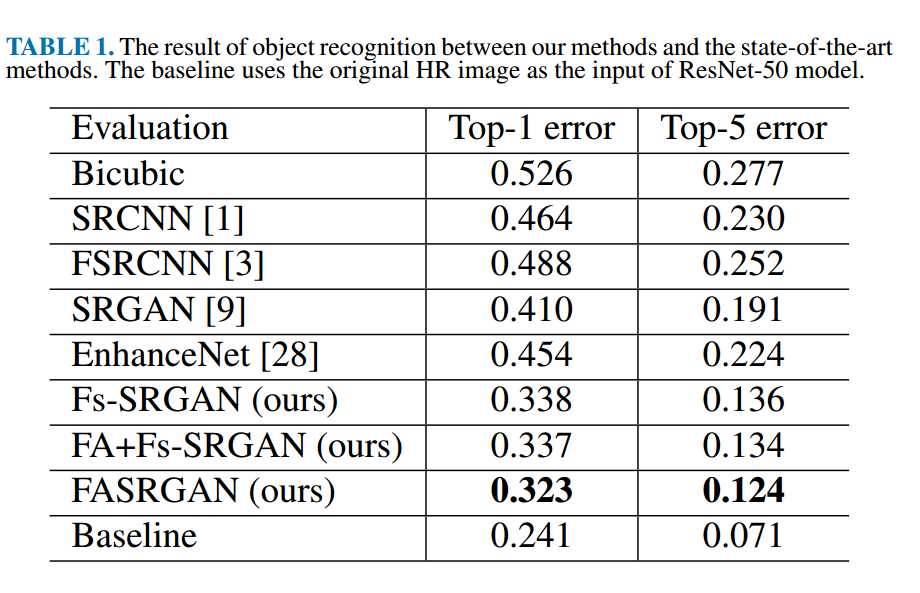 TABLE 1. The result of object recognition between our methods and the state-of-the-art
methods. The baseline uses the original HR image as the input of ResNet-50 model.
Evaluation Top-1 error Top-5 error
Bicubic 0.526 0.277
SRCNN [1] 0.464 0.230
FSRCNN [3] 0.488 0.252
SRGAN [9] 0.410 0.191
EnhanceNet [28] 0.454 0.224
Fs-SRGAN (ours) 0.338 0.136
FA+Fs-SRGAN (ours) 0.337 0.134
FASRGAN (ours) 0.323 0.124
Baseline 0.241 0.071